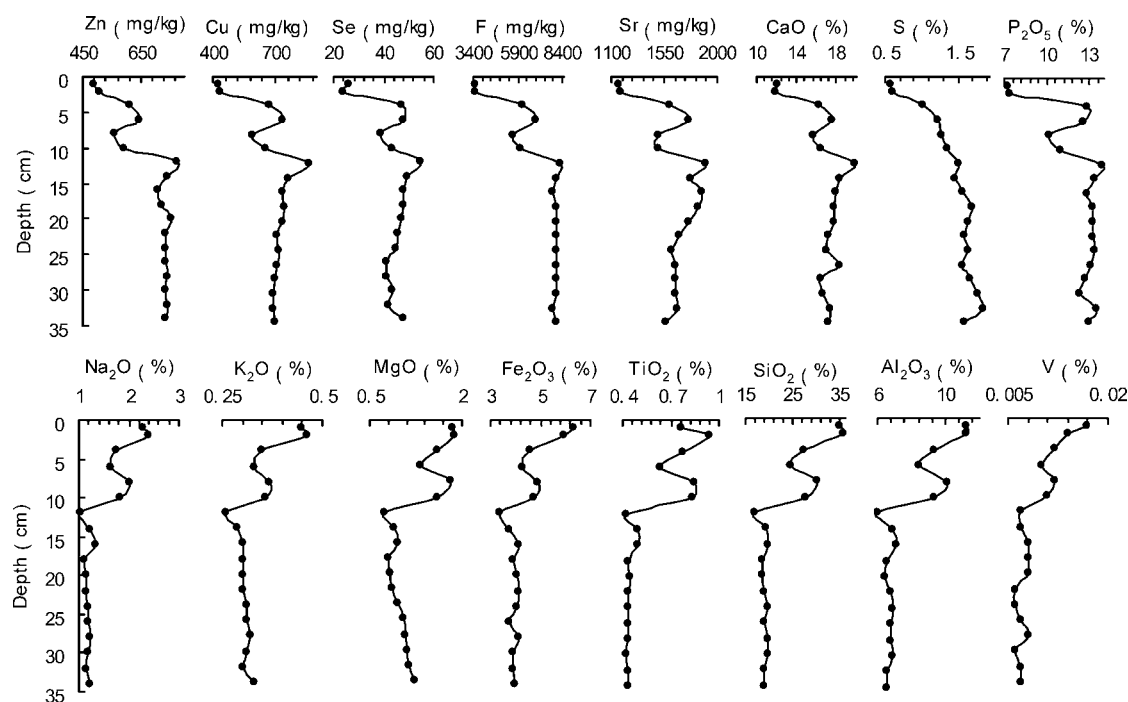 Zn ( mg/kg) Cu ( mg/kg) Se ( mg/kg) F ( mg/kg) Sr ( mg/kg) CaO ( %) S ( %) P₂O₅ ( %)
450 650 400 700 20 40 60 3400 5900 8400 1100 1550 2000 10 14 18 0.5 1.5 7 10 13
0
5
10
15
20
25
30
35
Depth ( cm)
Na₂O ( %) K₂O ( %) MgO ( %) Fe₂O₃ ( %) TiO₂ ( %) SiO₂ ( %) Al₂O₃ ( %) V ( %)
1 2 3 0.25 0.5 0.5 2 3 5 7 0.4 0.7 1 15 25 35 6 10 0.005 0.02
0
5
10
15
20
25
30
35
Depth ( cm)